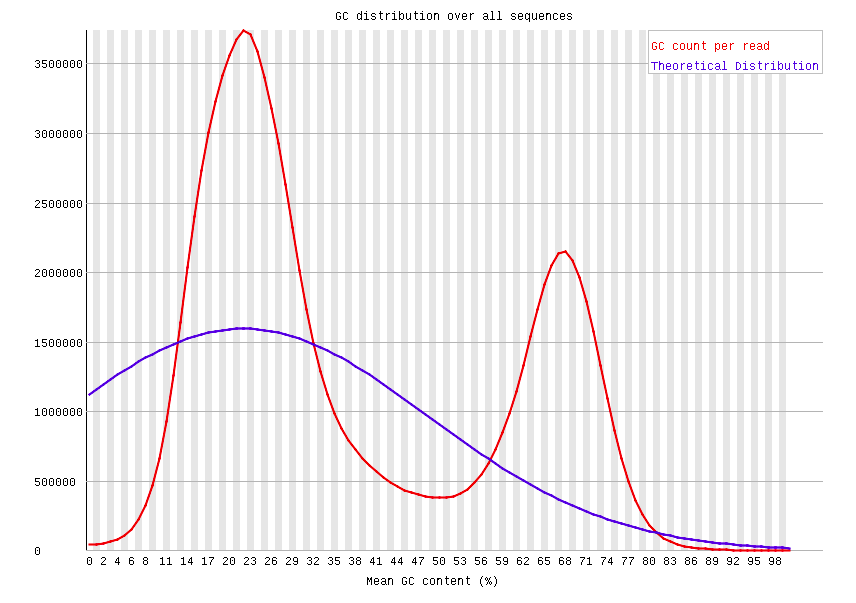 GC distribution over all sequences
GC count per read
Theoretical Distribution
3500000
3000000
2500000
2000000
1500000
1000000
500000
0
0 2 4 6 8 11 14 17 20 23 26 29 32 35 38 41 44 47 50 53 56 59 62 65 68 71 74 77 80 83 86 89 92 95 98
Mean GC content (%)